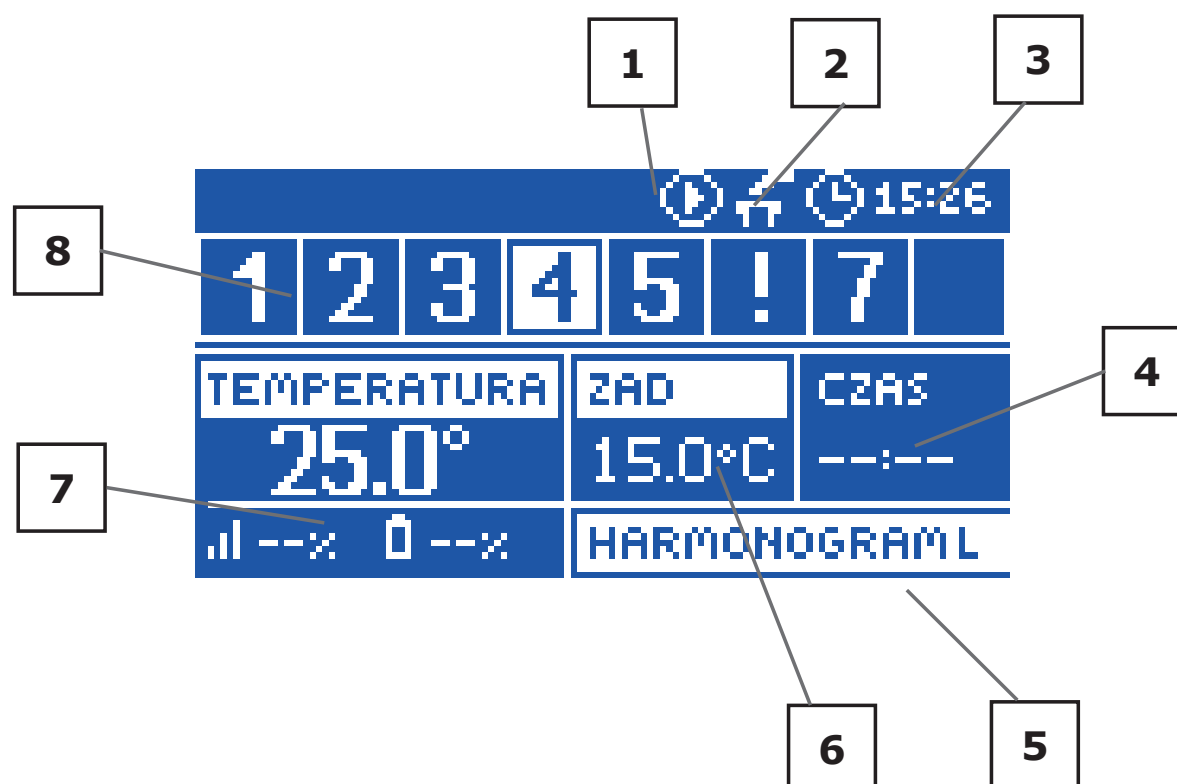 1 2 3
15:26
8
1 2 3 4 5 ! 7
4
TEMPERATURA ZAD CZAS
25.0° 15.0°C --:--
7
--% --% HARMONOGRAM L
6 5